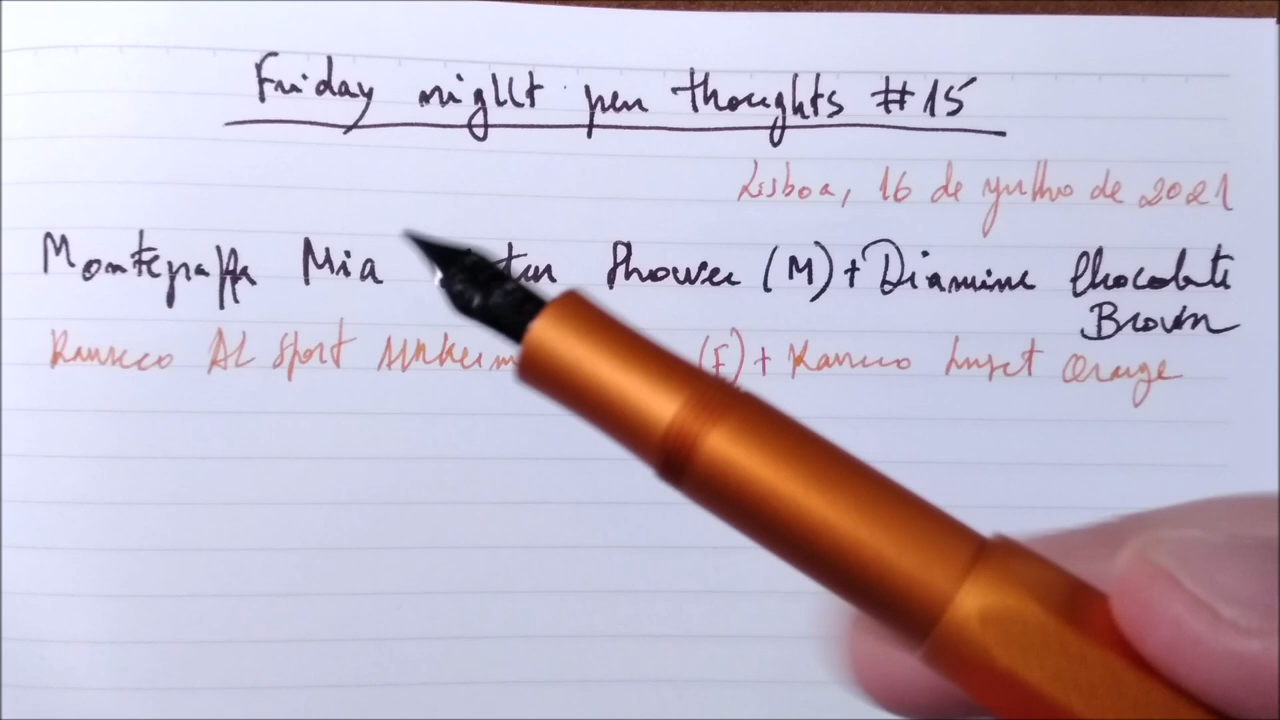 Friday night pen thoughts #15
Lisboa, 16 de julho de 2021
Montegrappa Mia Shower (M) + Diamine Chocolate
Brown
Kaweco AL Sport (F) + Kaweco Sunset Orange